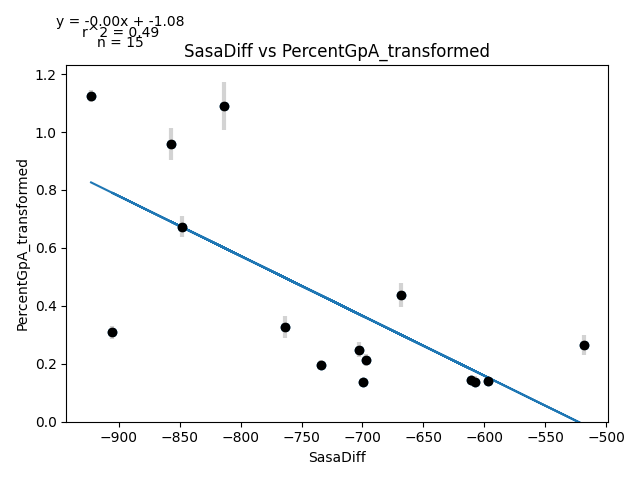 y = -0.00x + -1.08
r^2 = 0.49
n = 15
SasaDiff vs PercentGpA_transformed
PercentGpA_transformed
1.2
1.0
0.8
0.6
0.4
0.2
0.0
−900 −850 −800 −750 −700 −650 −600 −550 −500
SasaDiff